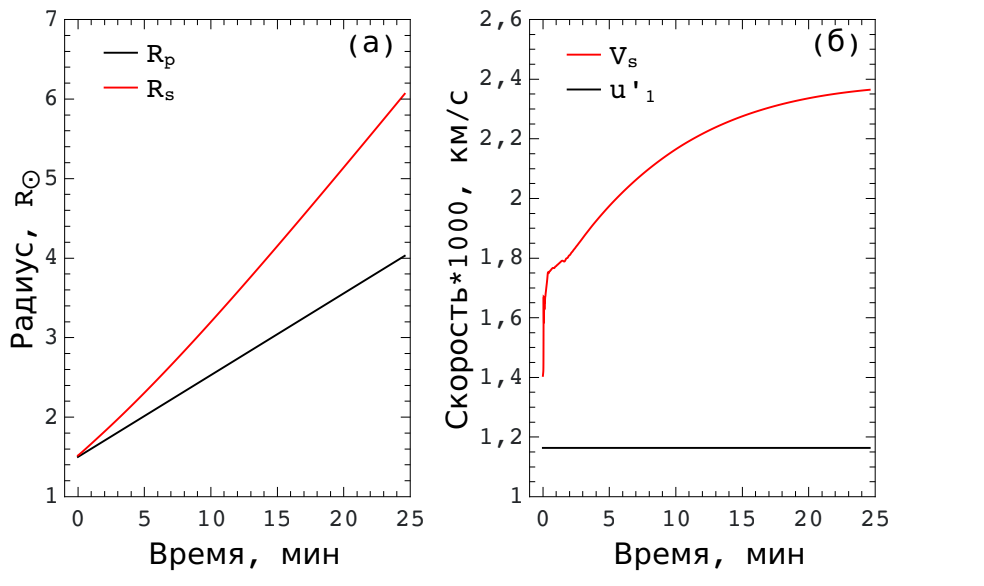 (а)
R_p
R_s
7
6
5
4
3
2
1
0 5 10 15 20 25
Радиус, R☉
Время, мин
(б)
V_s
u'_1
2,6
2,4
2,2
2
1,8
1,6
1,4
1,2
1
0 5 10 15 20 25
Скорость*1000, км/с
Время, мин